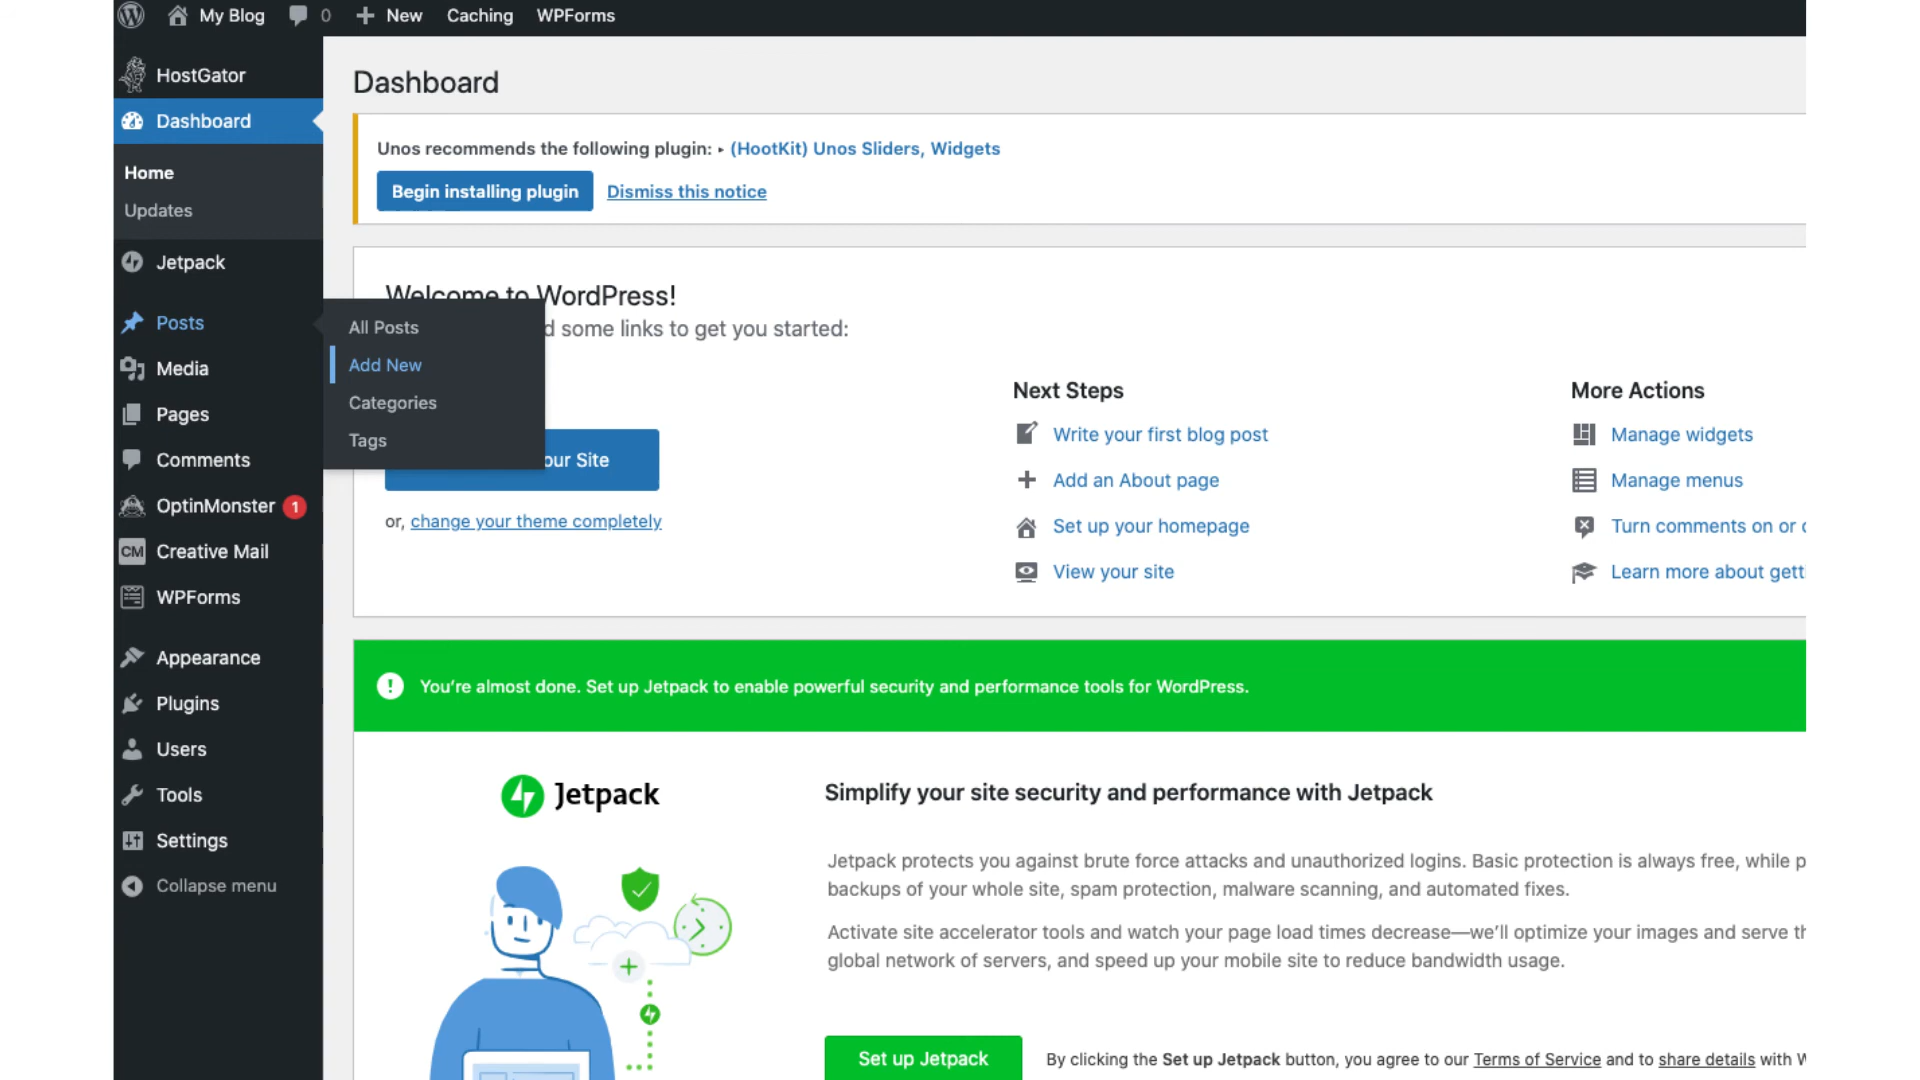 My Blog 0 New Caching WPForms
HostGator
Dashboard
Home
Updates
Jetpack
Posts
Media
Pages
Comments
OptinMonster 1
CM Creative Mail
WPForms
Appearance
Plugins
Users
Tools
Settings
Collapse menu
All Posts
Add New
Categories
Tags
Dashboard
Unos recommends the following plugin: ▸ (HootKit) Unos Sliders, Widgets
Begin installing plugin Dismiss this notice
Welcome to WordPress!
d some links to get you started:
our Site
or, change your theme completely
Next Steps
Write your first blog post
Add an About page
Set up your homepage
View your site
More Actions
Manage widgets
Manage menus
Turn comments on or
Learn more about gett
You’re almost done. Set up Jetpack to enable powerful security and performance tools for WordPress.
Jetpack
Simplify your site security and performance with Jetpack
Jetpack protects you against brute force attacks and unauthorized logins. Basic protection is always free, while p
backups of your whole site, spam protection, malware scanning, and automated fixes.
Activate site accelerator tools and watch your page load times decrease—we’ll optimize your images and serve th
global network of servers, and speed up your mobile site to reduce bandwidth usage.
Set up Jetpack By clicking the Set up Jetpack button, you agree to our Terms of Service and to share details with W